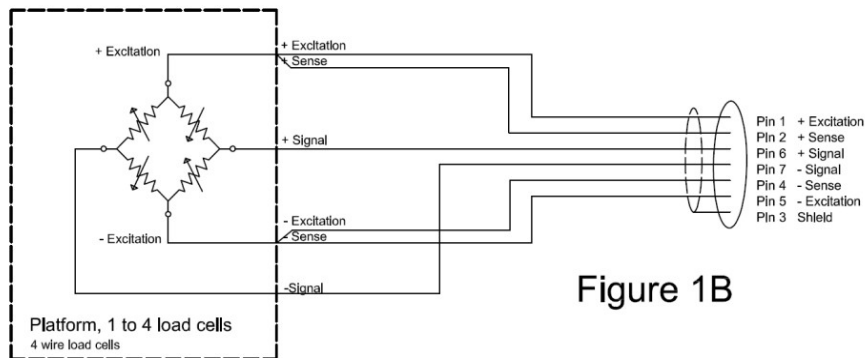 + Excitation
+ Excitation
+ Sense
+ Signal
- Excitation
- Excitation
- Sense
-Signal
Platform, 1 to 4 load cells
4 wire load cells
Pin 1 + Excitation
Pin 2 + Sense
Pin 6 + Signal
Pin 7 - Signal
Pin 4 - Sense
Pin 5 - Excitation
Pin 3 Shield
Figure 1B